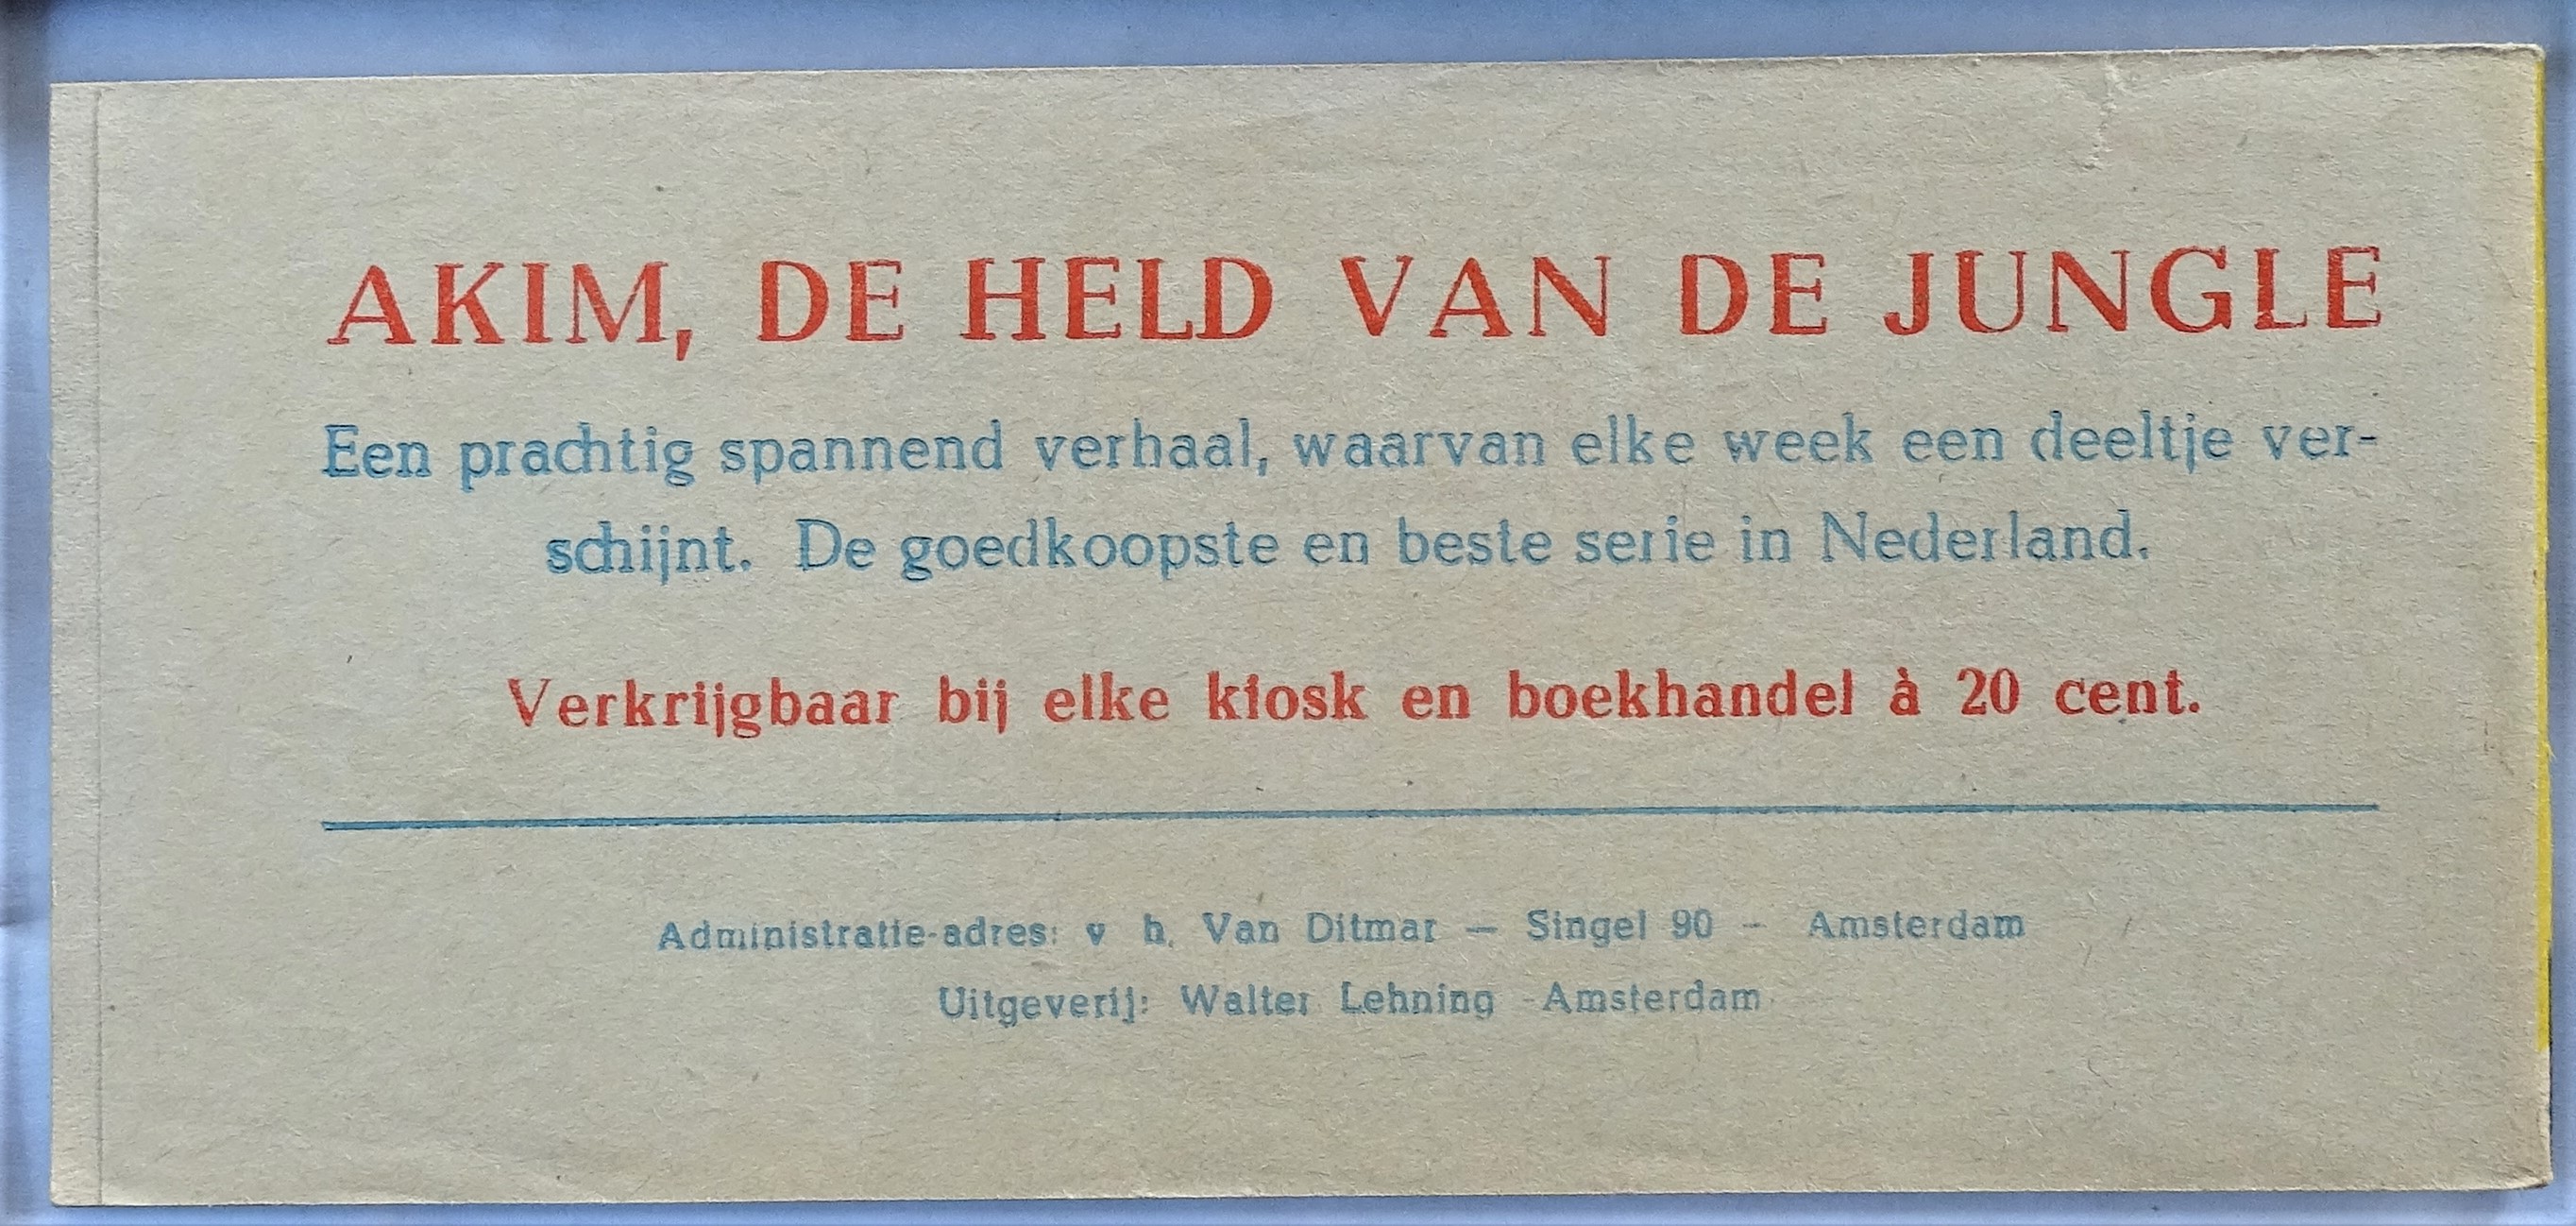 AKIM, DE HELD VAN DE JUNGLE
Een prachtig spannend verhaal, waarvan elke week een deeltje ver-
schijnt. De goedkoopste en beste serie in Nederland.
Verkrijgbaar bij elke kiosk en boekhandel à 20 cent.
Administratie-adres: v h. Van Ditmar — Singel 90 - Amsterdam
Uitgeverij: Walter Lehning - Amsterdam